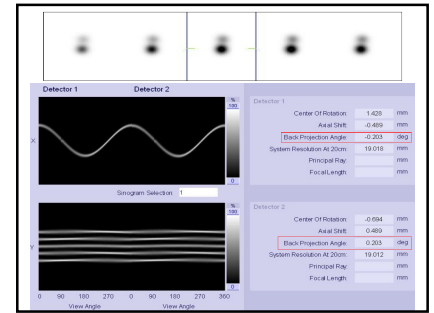 Detector 1 Detector 2
% 
100
X
0
Sinogram Selection: 1
%
100
Y
0
0 90 180 270 0 90 180 270 360
View Angle View Angle
Detector 1
Center Of Rotation: 1.428 mm
Axial Shift: -0.489 mm
Back Projection Angle: -0.203 deg
System Resolution At 20cm: 19.018 mm
Principal Ray: mm
Focal Length: mm
Detector 2
Center Of Rotation: -0.694 mm
Axial Shift: 0.489 mm
Back Projection Angle: 0.203 deg
System Resolution At 20cm: 19.012 mm
Principal Ray: mm
Focal Length: mm